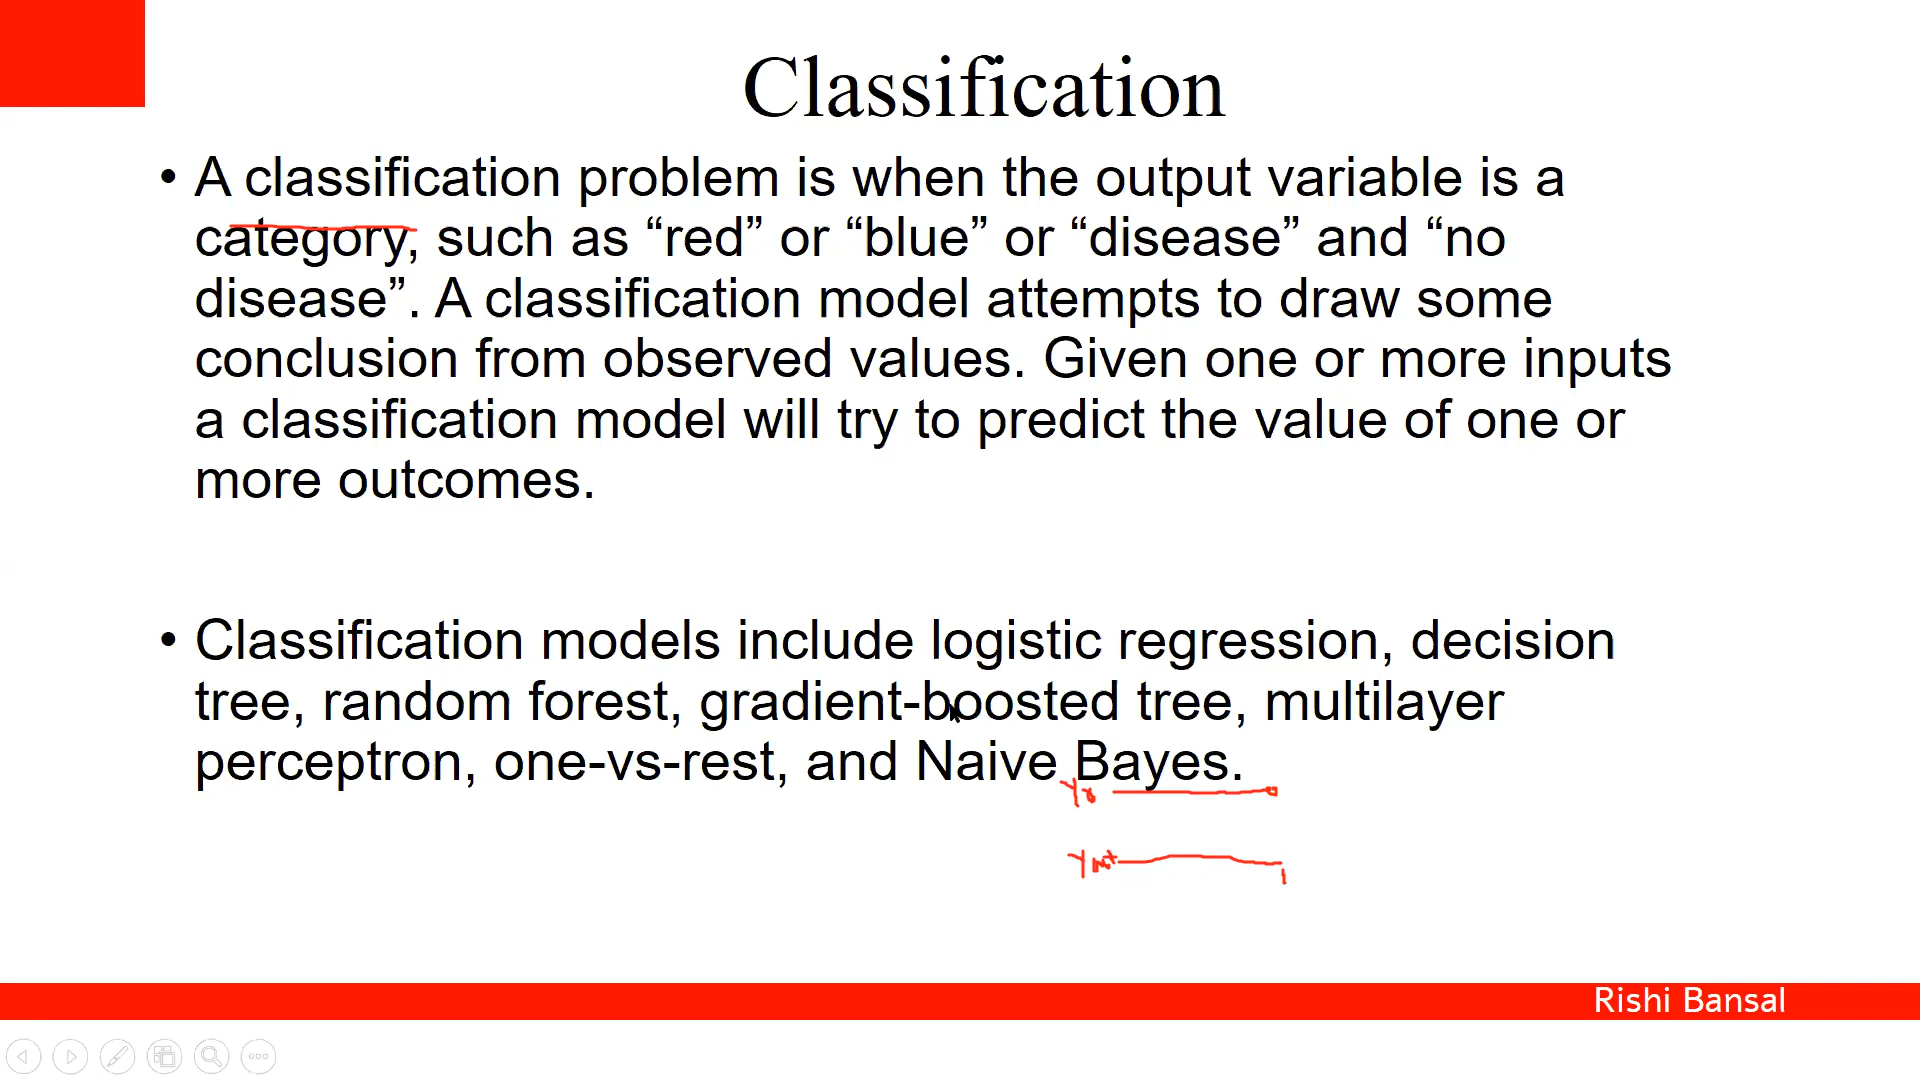 Classification
• A classification problem is when the output variable is a
category, such as “red” or “blue” or “disease” and “no
disease”. A classification model attempts to draw some
conclusion from observed values. Given one or more inputs
a classification model will try to predict the value of one or
more outcomes.
• Classification models include logistic regression, decision
tree, random forest, gradient-boosted tree, multilayer
perceptron, one-vs-rest, and Naive Bayes.
Rishi Bansal